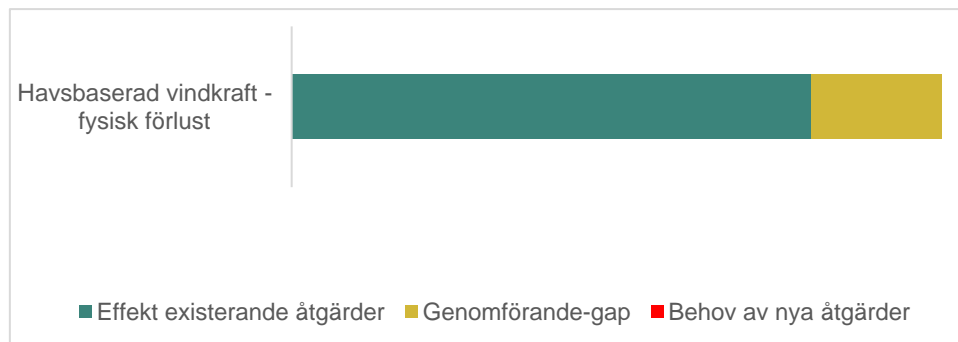 Havsbaserad vindkraft -
fysisk förlust
Effekt existerande åtgärder Genomförande-gap Behov av nya åtgärder